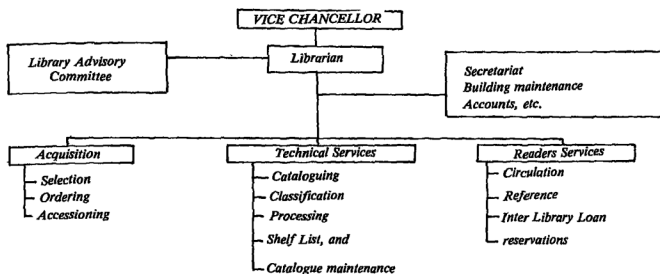 VICE CHANCELLOR
Library Advisory
Committee
Librarian
Secretariat
Building maintenance
Accounts, etc.
Acquisition
Selection
Ordering
Accessioning
Technical Services
Cataloguing
Classification
Processing
Shelf List, and
Catalogue maintenance
Readers Services
Circulation
Reference
Inter Library Loan
reservations